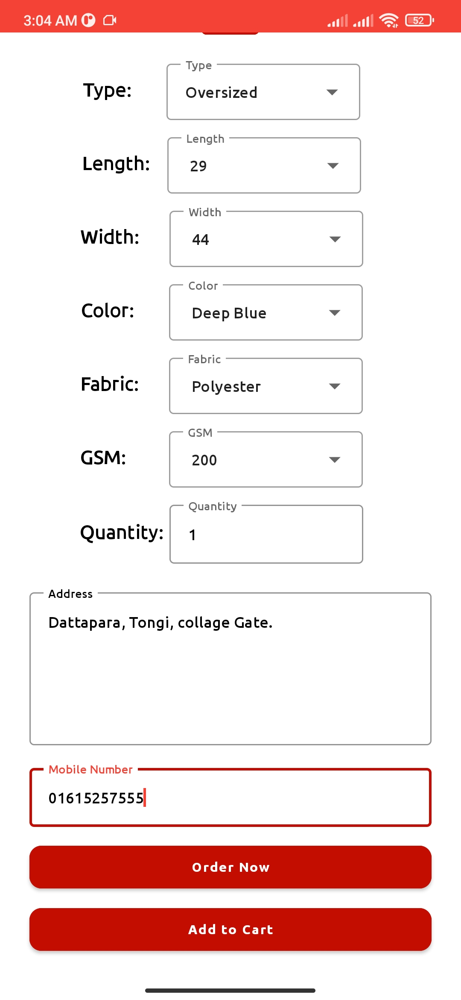 3:04 AM
52
Type
Type: Oversized
Length
Length: 29
Width
Width: 44
Color
Color: Deep Blue
Fabric
Fabric: Polyester
GSM
GSM: 200
Quantity
Quantity: 1
Address
Dattapara, Tongi, collage Gate.
Mobile Number
01615257555
Order Now
Add to Cart